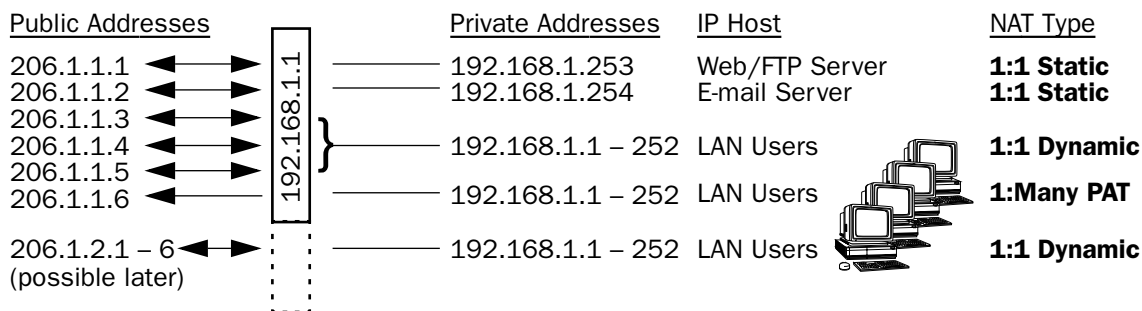 Public Addresses Private Addresses IP Host NAT Type
206.1.1.1 192.168.1.253 Web/FTP Server 1:1 Static
206.1.1.2 192.168.1.254 E-mail Server 1:1 Static
206.1.1.3
206.1.1.4 192.168.1.1 – 252 LAN Users 1:1 Dynamic
206.1.1.5
206.1.1.6 192.168.1.1 – 252 LAN Users 1:Many PAT
192.168.1.1
206.1.2.1 – 6 192.168.1.1 – 252 LAN Users 1:1 Dynamic
(possible later)